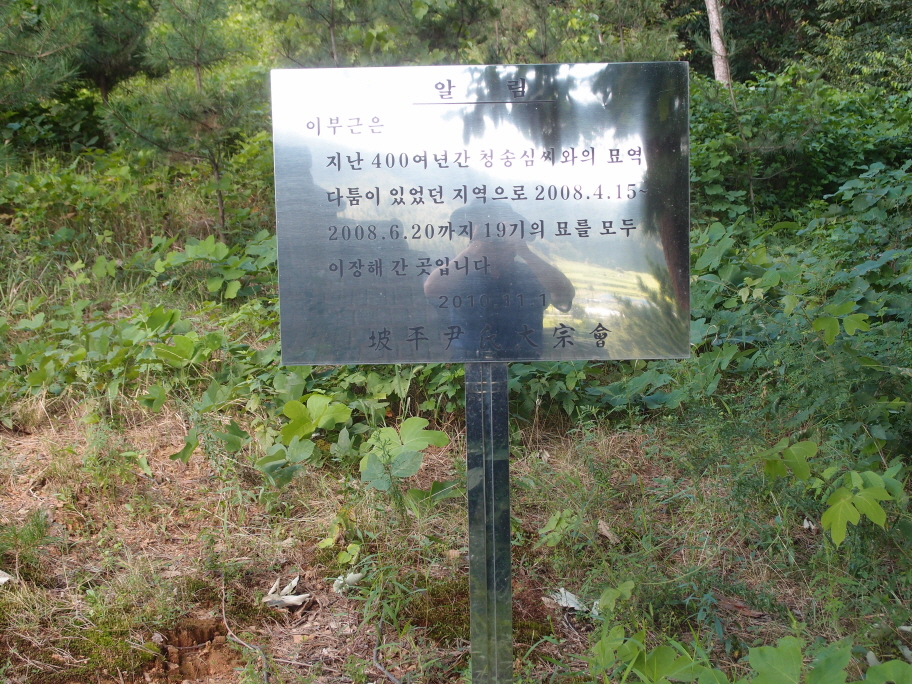 알 림
이부근은
지난 400여년간 청송심씨와의 묘역
다툼이 있었던 지역으로 2008.4.15~
2008.6.20까지 19기의 묘를 모두
이장해 간 곳입니다
2010.11.1
坡平尹氏大宗會